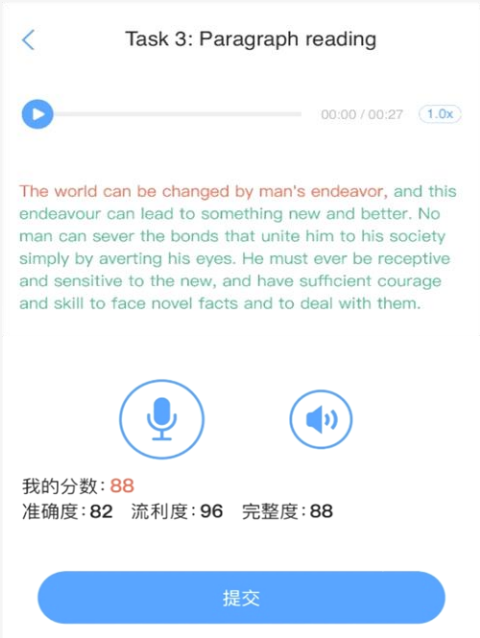 Task 3: Paragraph reading
00:00 / 00:27 1.0x
The world can be changed by man's endeavor, and this
endeavour can lead to something new and better. No
man can sever the bonds that unite him to his society
simply by averting his eyes. He must ever be receptive
and sensitive to the new, and have sufficient courage
and skill to face novel facts and to deal with them.
我的分数:88
准确度:82 流利度:96 完整度:88
提交